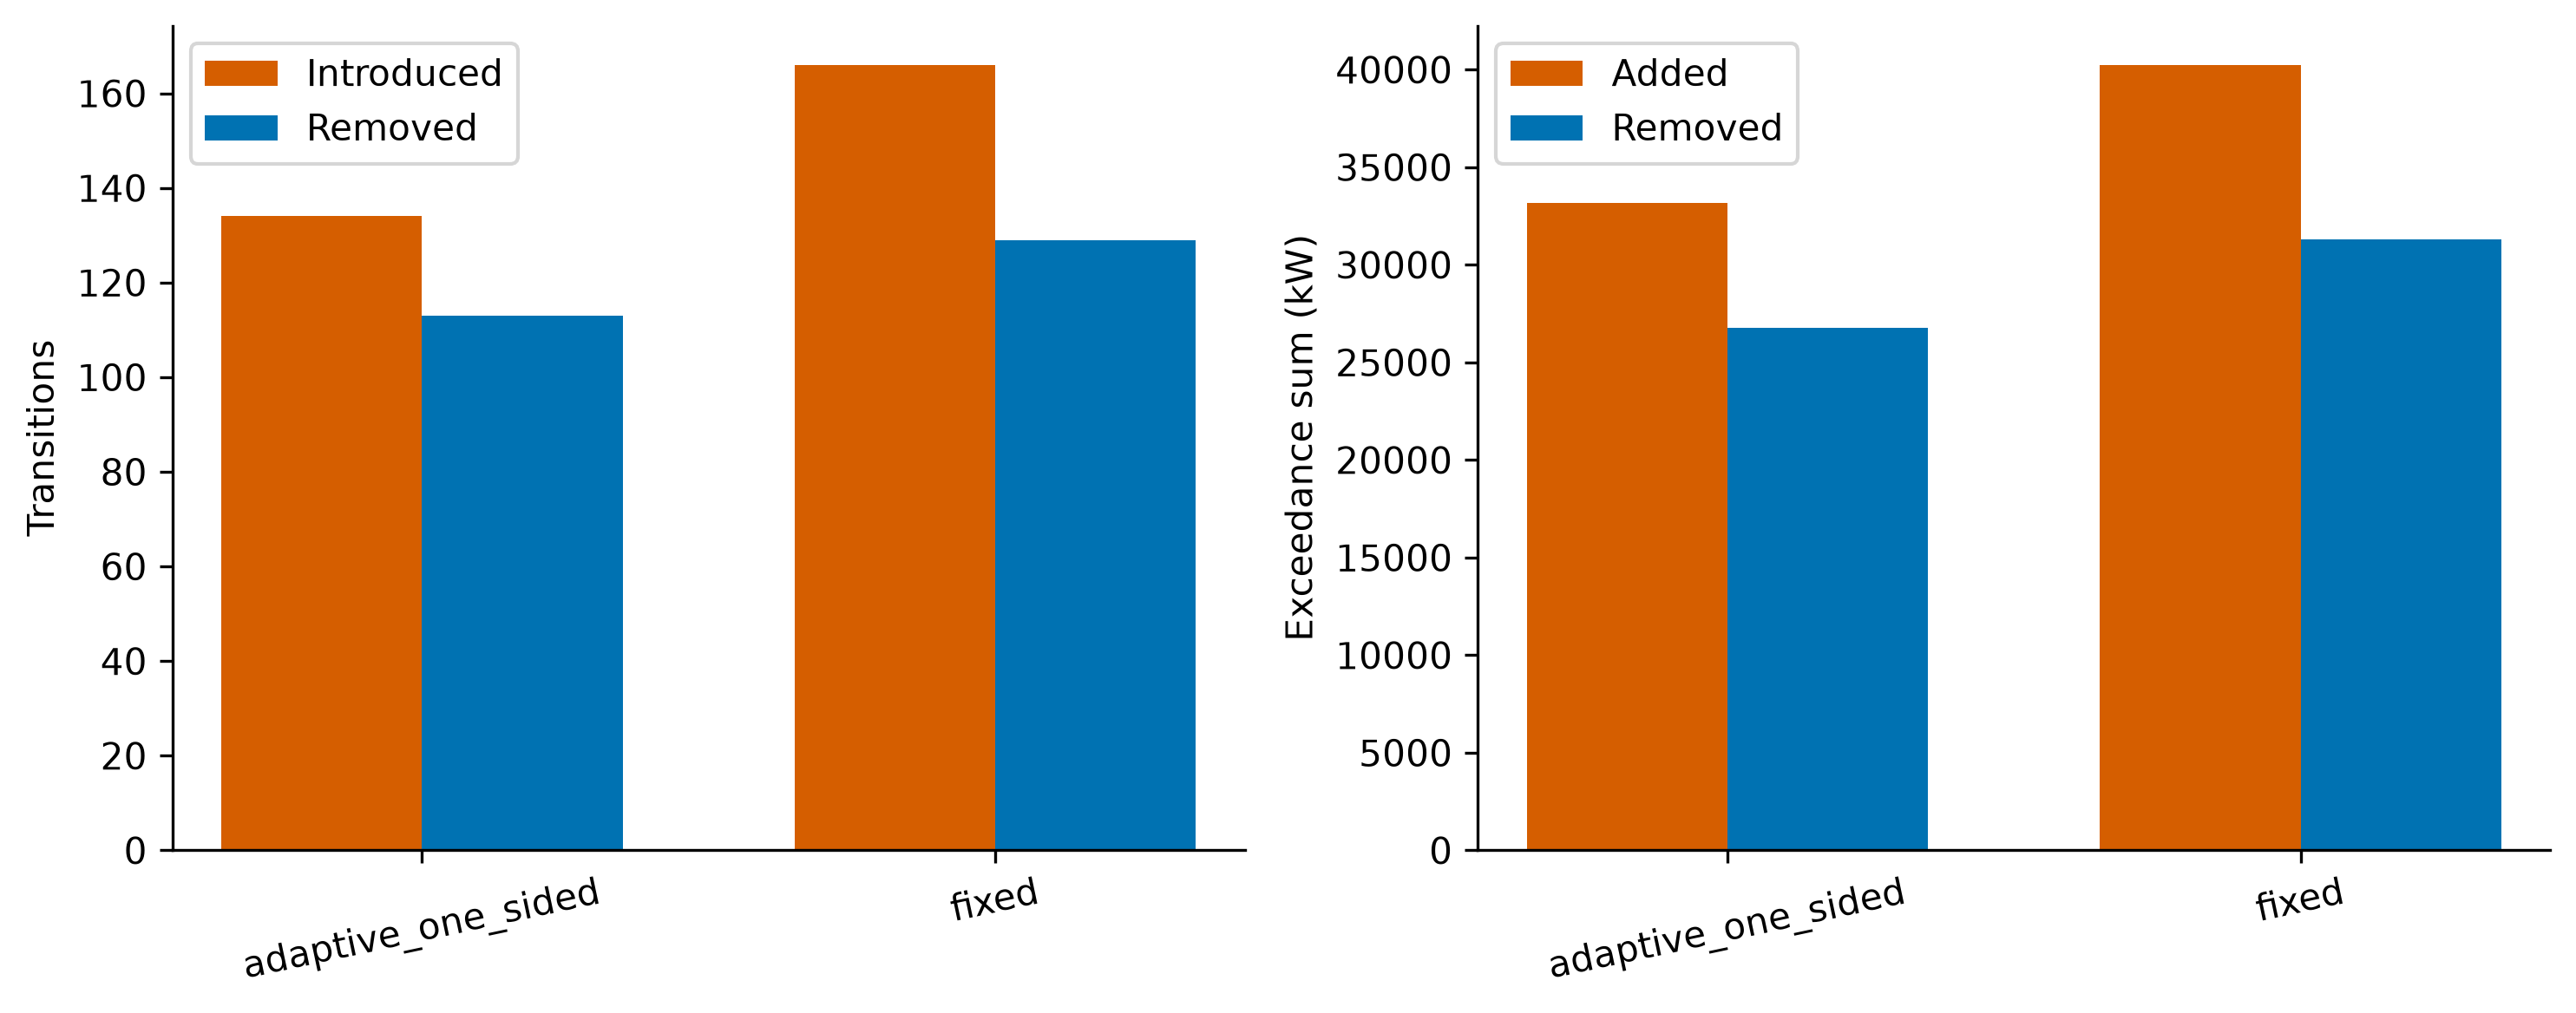 Transitions
160
140
120
100
80
60
40
20
0
Introduced
Removed
adaptive_one_sided
fixed
Exceedance sum (kW)
40000
35000
30000
25000
20000
15000
10000
5000
0
Added
Removed
adaptive_one_sided
fixed